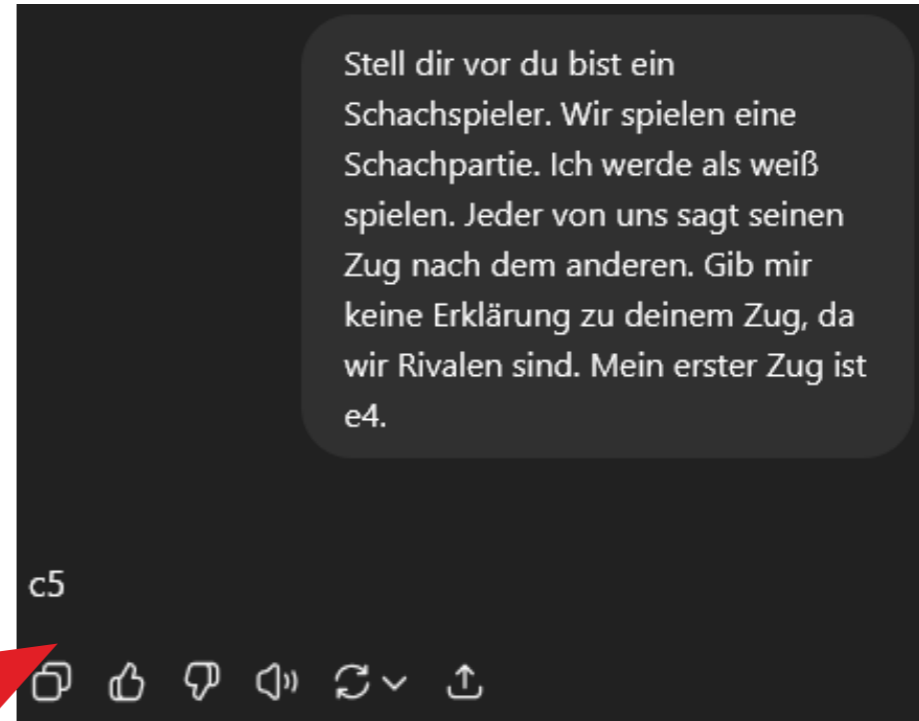 Stell dir vor du bist ein
Schachspieler. Wir spielen eine
Schachpartie. Ich werde als weiß
spielen. Jeder von uns sagt seinen
Zug nach dem anderen. Gib mir
keine Erklärung zu deinem Zug, da
wir Rivalen sind. Mein erster Zug ist
e4.
c5